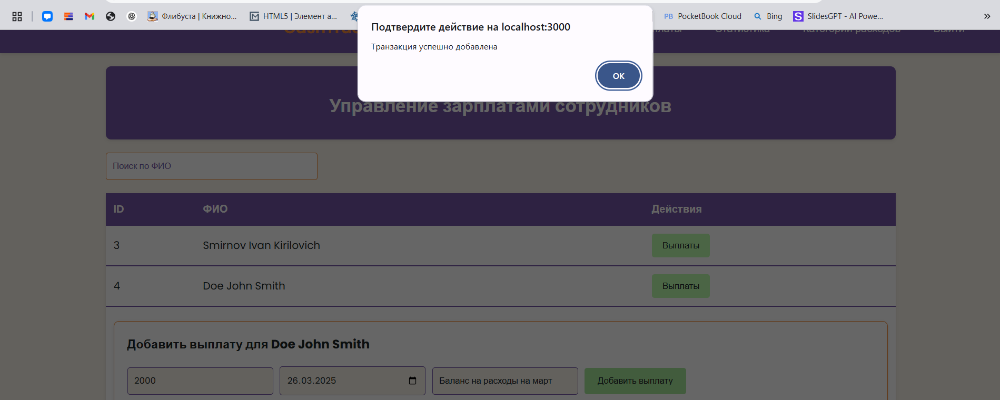 Флибуста | Книжно...
HTML5 | Элемент а...
PB PocketBook Cloud
Bing
S SlidesGPT - AI Powe...
Подтвердите действие на localhost:3000
Транзакция успешно добавлена
ОК
Статистика
Категории расходов
Выйти
Управление зарплатами сотрудников
Поиск по ФИО
ID ФИО Действия
3 Smirnov Ivan Kirilovich Выплаты
4 Doe John Smith Выплаты
Добавить выплату для Doe John Smith
2000 26.03.2025 Баланс на расходы на март Добавить выплату